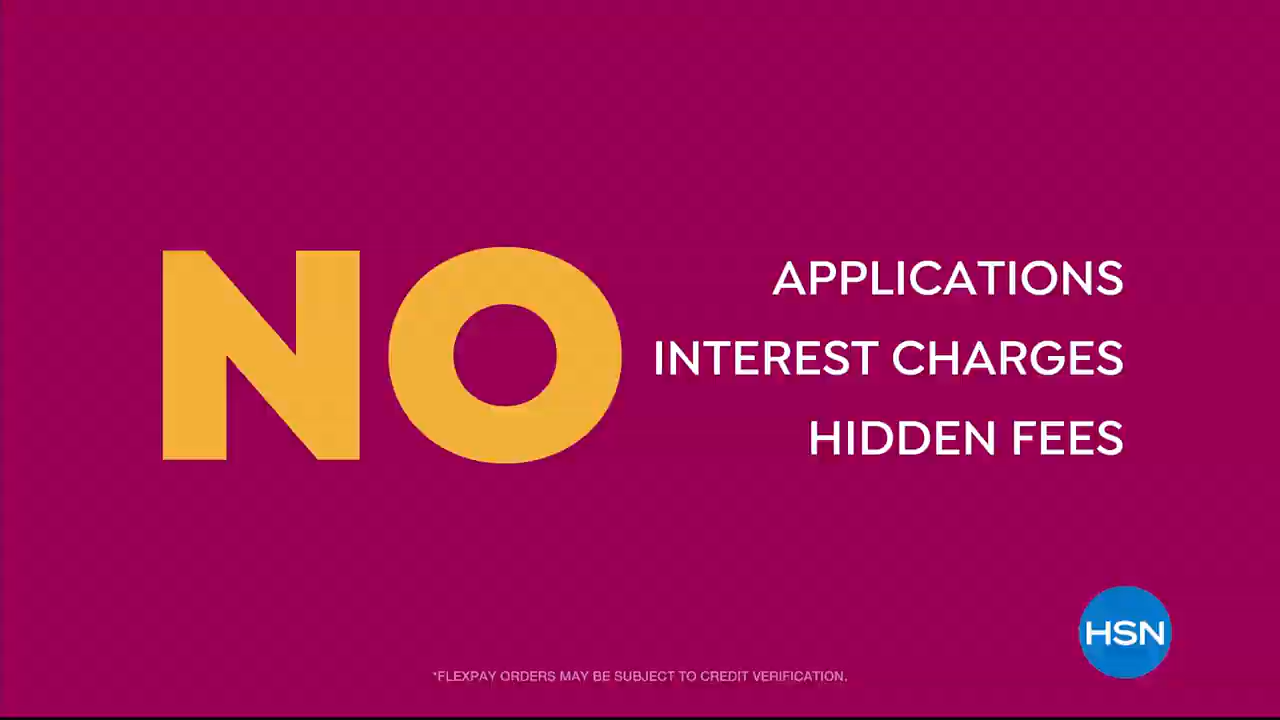 NO
APPLICATIONS
INTEREST CHARGES
HIDDEN FEES
HSN
*FLEXPAY ORDERS MAY BE SUBJECT TO CREDIT VERIFICATION.